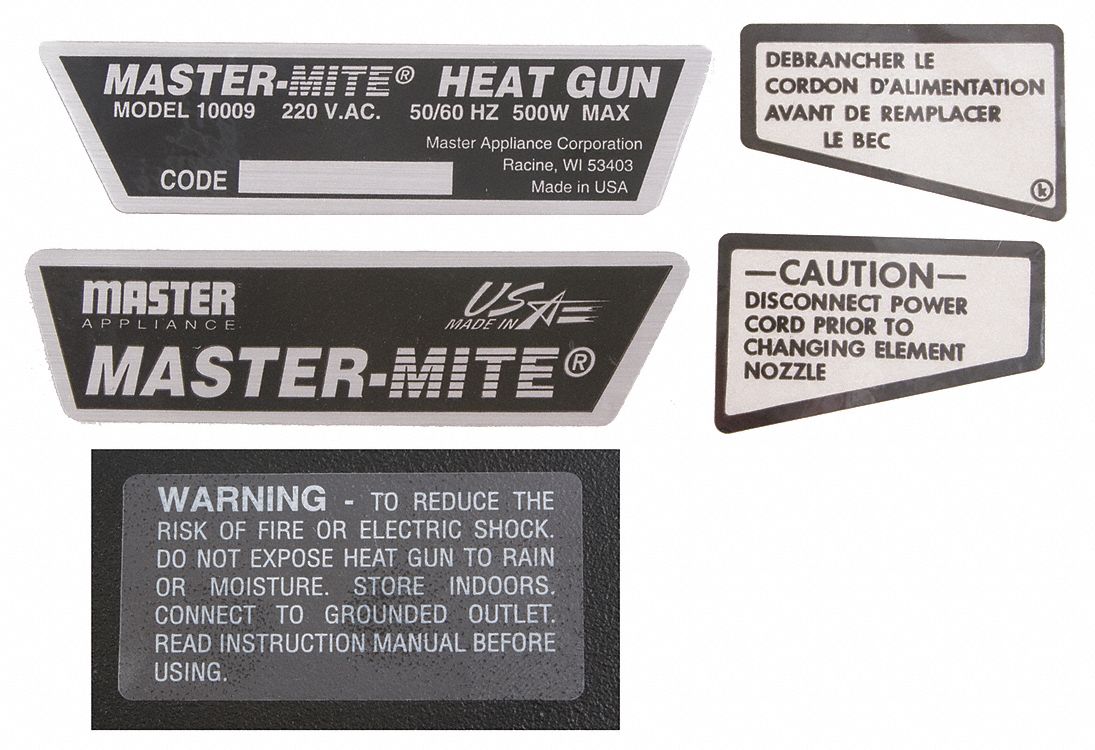 MASTER-MITE® HEAT GUN
MODEL 10009 220 V.AC. 50/60 HZ 500W MAX
Master Appliance Corporation
Racine, WI 53403
CODE Made in USA
DEBRANCHER LE
CORDON D'ALIMENTATION
AVANT DE REMPLACER
LE BEC
k
MASTER
APPLIANCE
USA
MADE IN
MASTER-MITE®
—CAUTION—
DISCONNECT POWER
CORD PRIOR TO
CHANGING ELEMENT
NOZZLE
WARNING - TO REDUCE THE
RISK OF FIRE OR ELECTRIC SHOCK.
DO NOT EXPOSE HEAT GUN TO RAIN
OR MOISTURE. STORE INDOORS.
CONNECT TO GROUNDED OUTLET.
READ INSTRUCTION MANUAL BEFORE
USING.